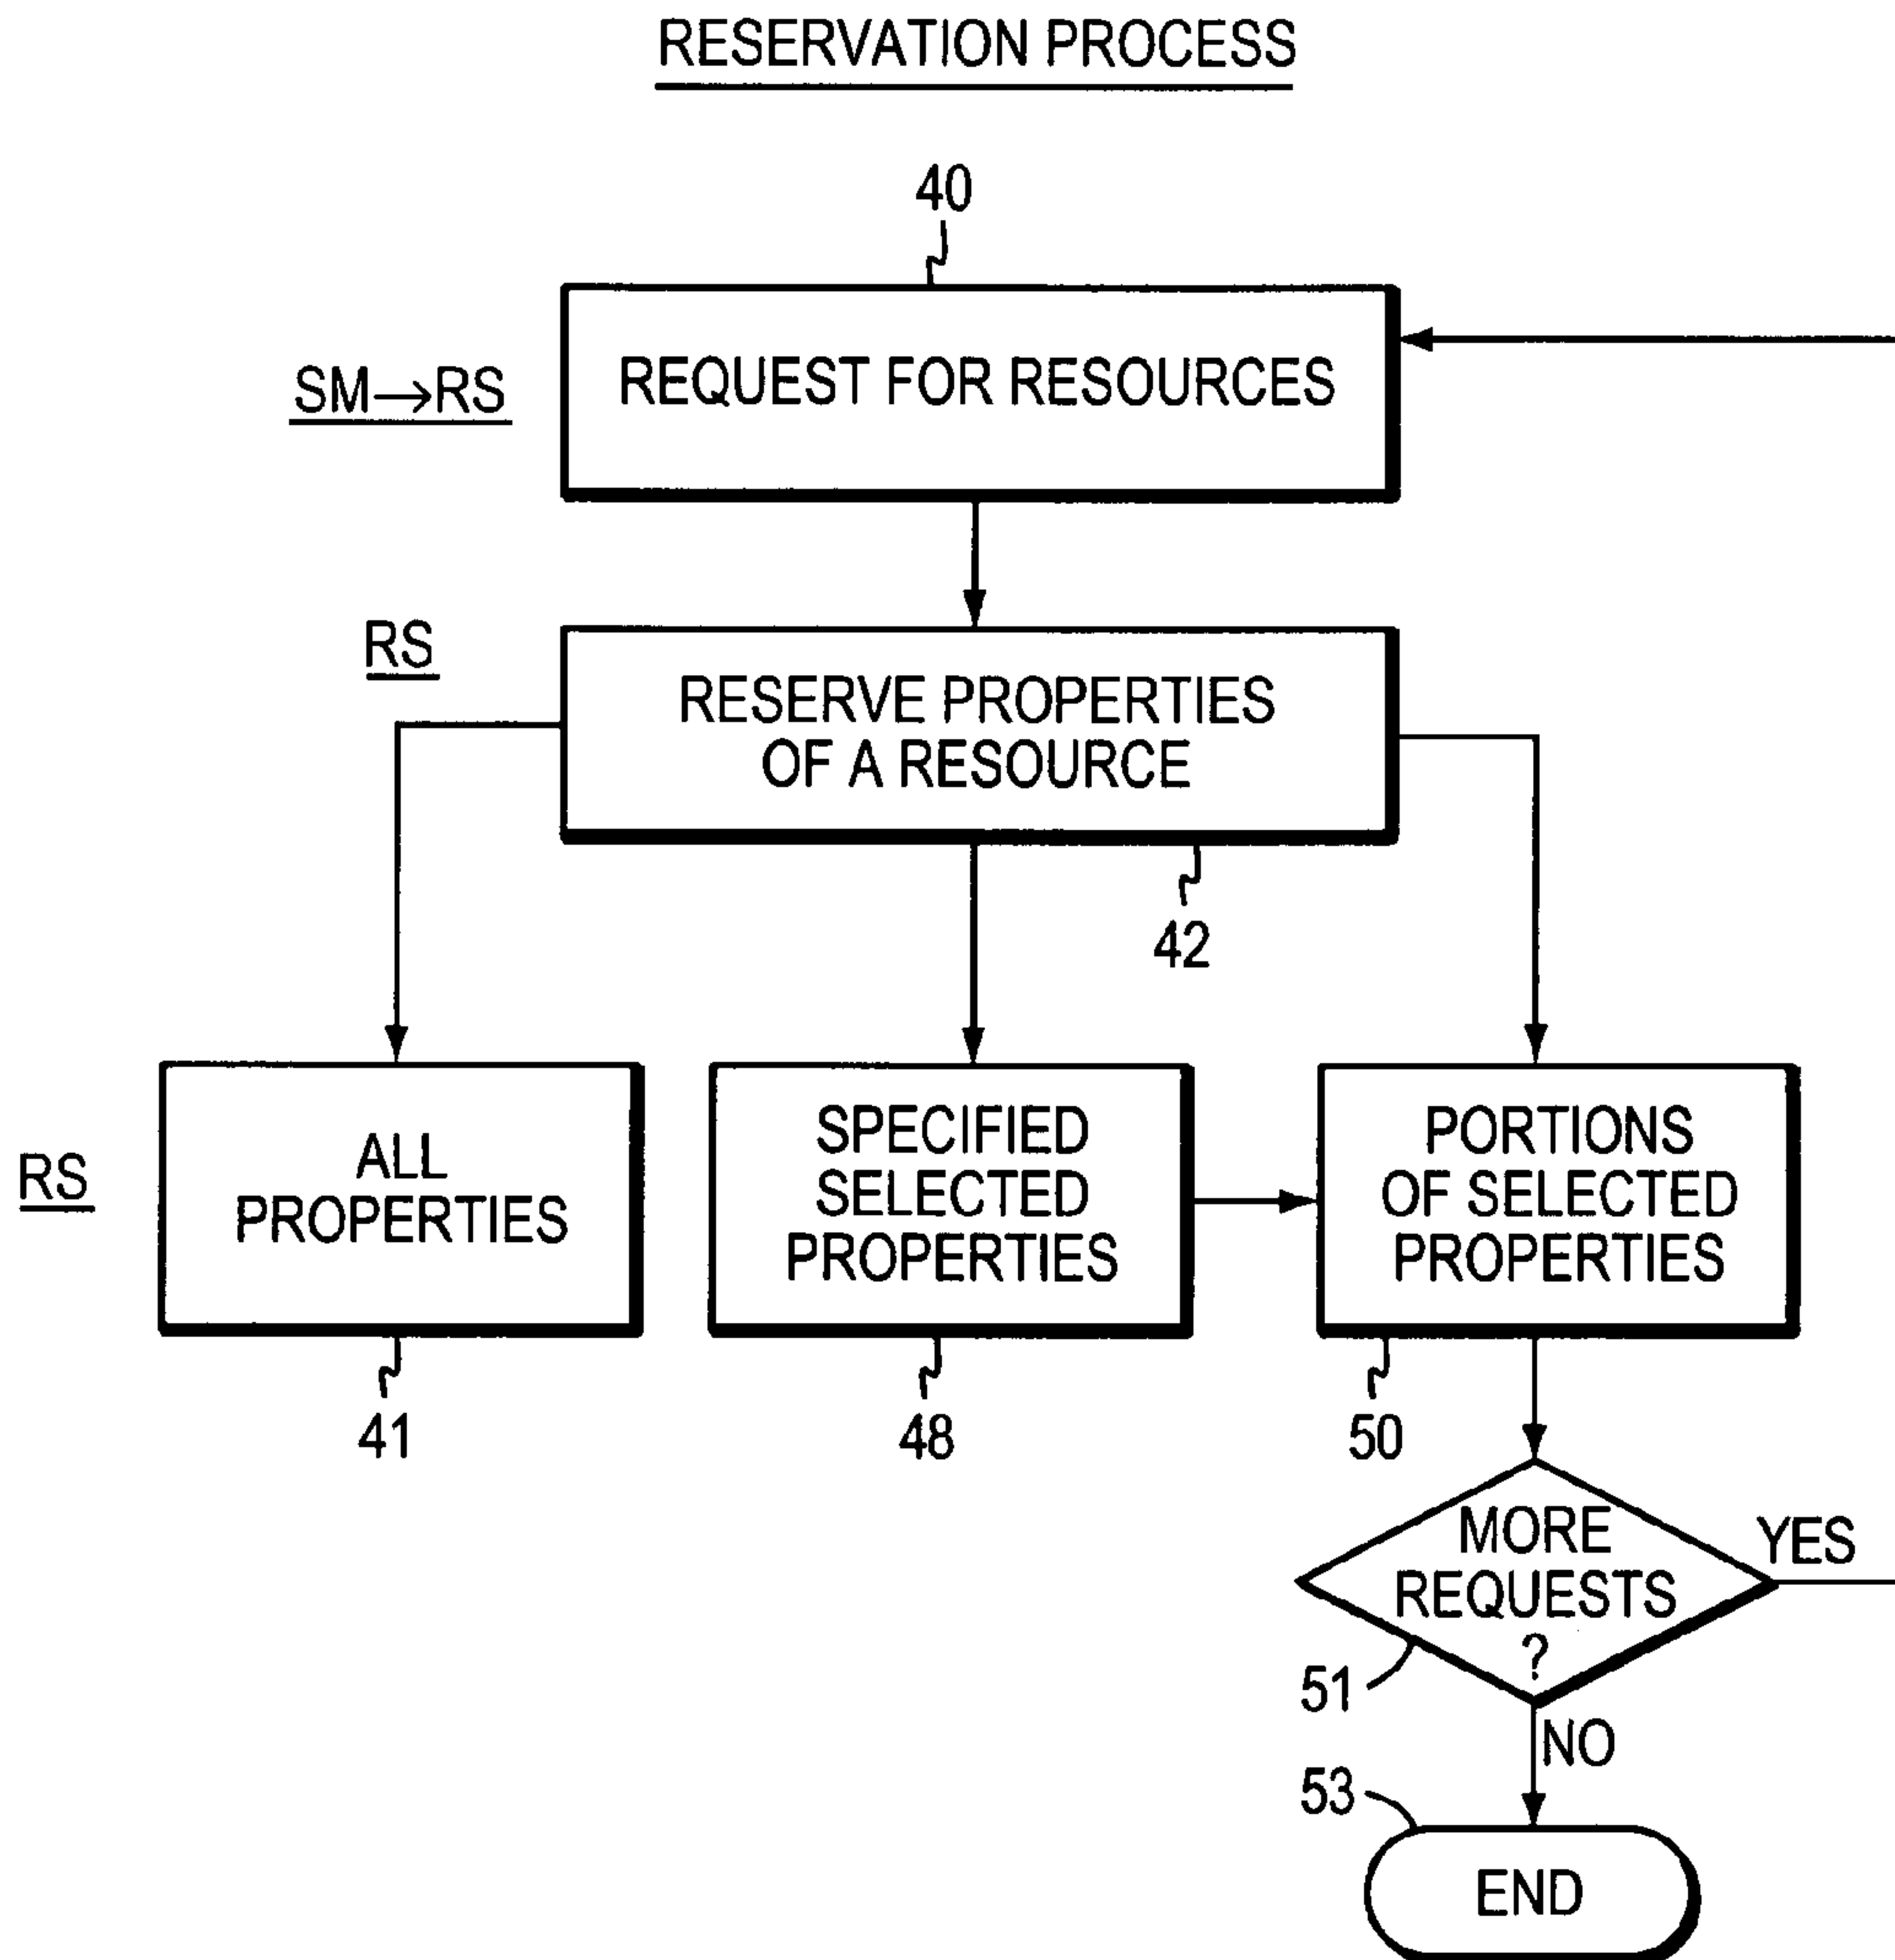 RESERVATION PROCESS
40
SM→RS
REQUEST FOR RESOURCES
RS
RESERVE PROPERTIES
OF A RESOURCE
42
RS
ALL
PROPERTIES
SPECIFIED
SELECTED
PROPERTIES
PORTIONS
OF SELECTED
PROPERTIES
41
48
50
MORE
REQUESTS
?
YES
51
NO
53
END